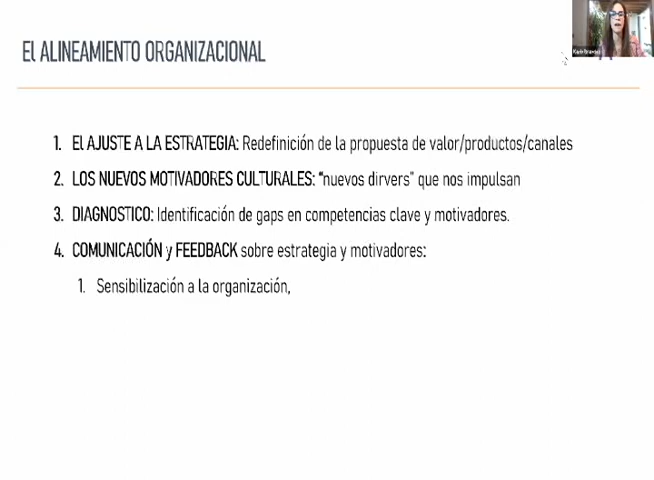 El ALINEAMIENTO ORGANIZACIONAL
1. El AJUSTE A LA ESTRATEGIA: Redefinición de la propuesta de valor/productos/canales
2. LOS NUEVOS MOTIVADORES CULTURALES: "nuevos dirvers" que nos impulsan
3. DIAGNOSTICO: Identificación de gaps en competencias clave y motivadores.
4. COMUNICACIÓN y FEEDBACK sobre estrategia y motivadores:
1. Sensibilización a la organización,